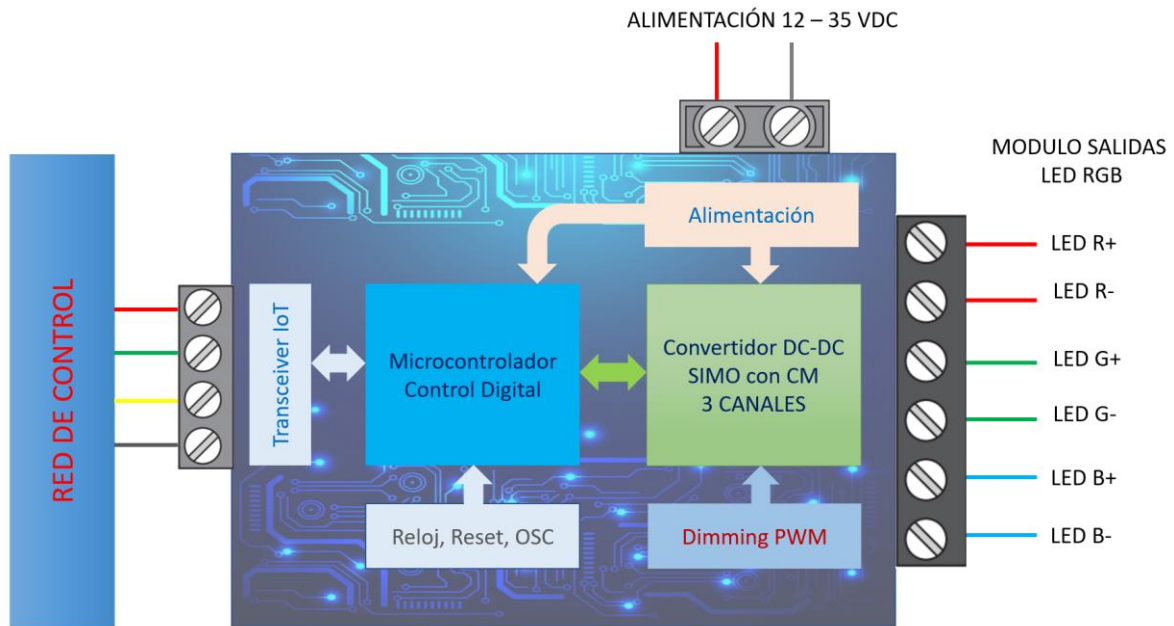 ALIMENTACIÓN 12 – 35 VDC
MODULO SALIDAS
LED RGB
RED DE CONTROL
Transceiver IoT
Alimentación
Microcontrolador
Control Digital
Convertidor DC-DC
SIMO con CM
3 CANALES
Reloj, Reset, OSC
Dimming PWM
LED R+
LED R-
LED G+
LED G-
LED B+
LED B-